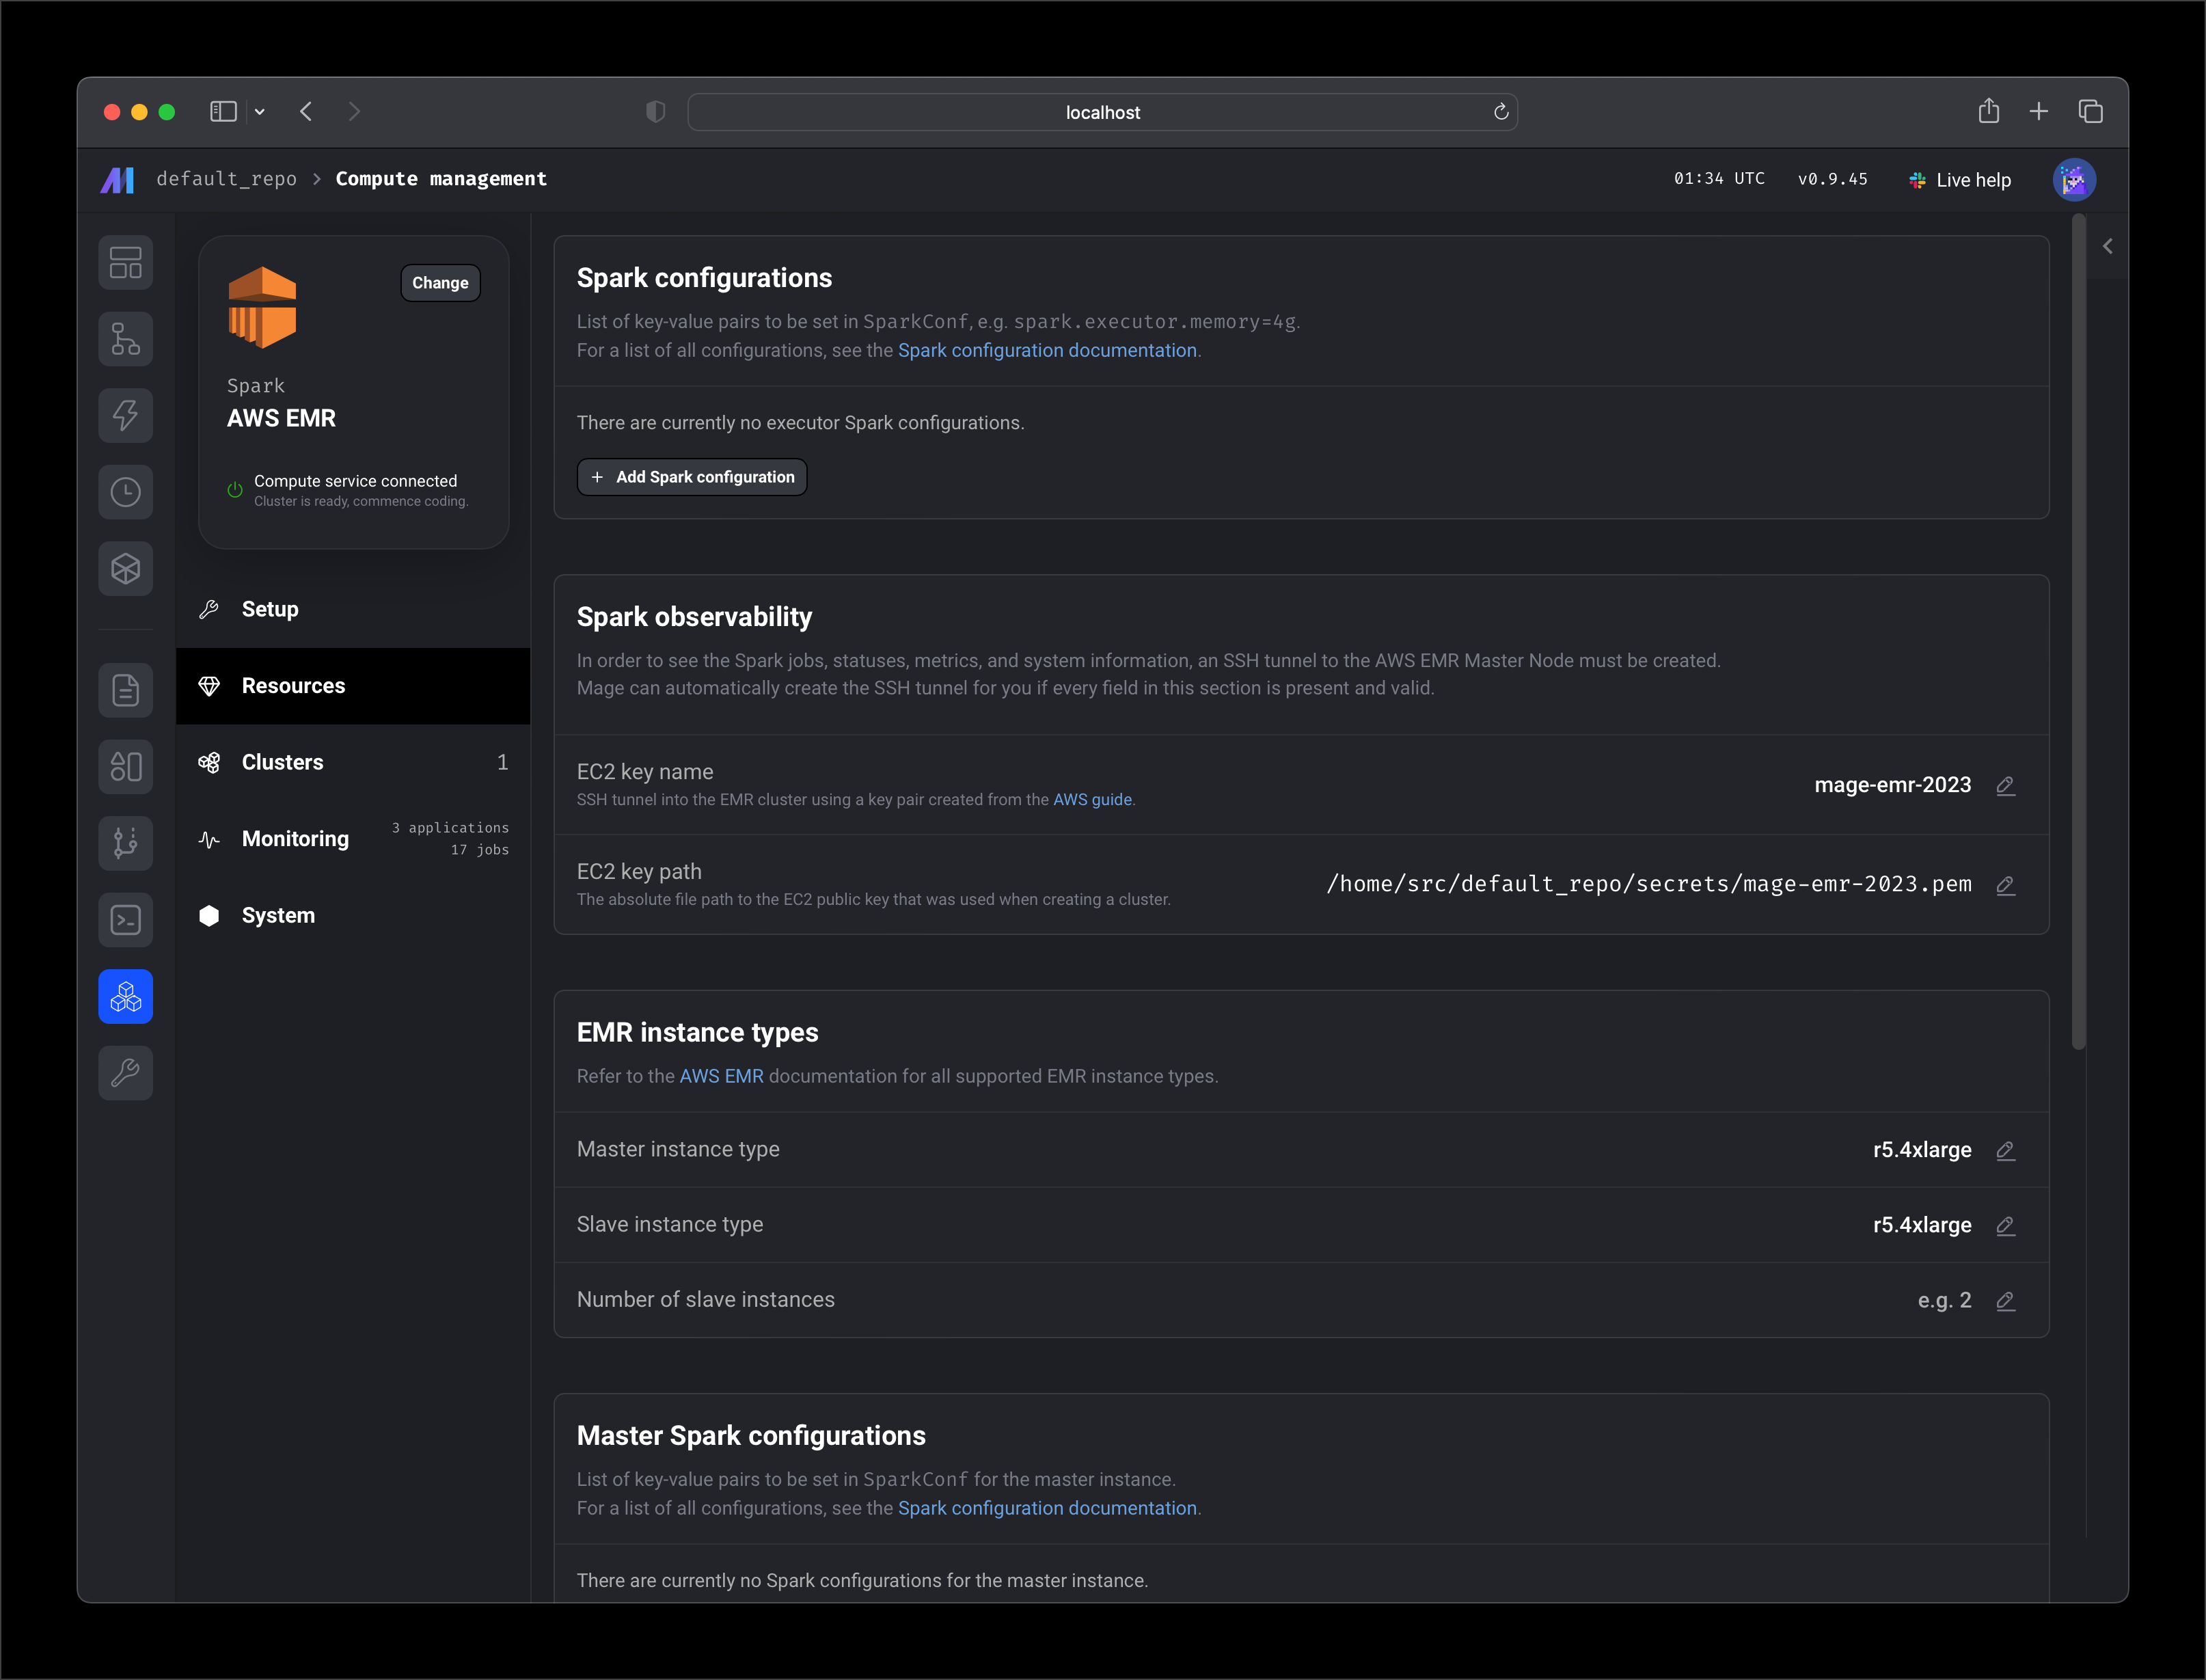 localhost
default_repo > Compute management
01:34 UTC
v0.9.45
Live help
Change
Spark
AWS EMR
Compute service connected
Cluster is ready, commence coding.
Setup
Resources
Clusters 1
Monitoring
3 applications
17 jobs
System
Spark configurations
List of key-value pairs to be set in SparkConf, e.g. spark.executor.memory=4g.
For a list of all configurations, see the Spark configuration documentation.
There are currently no executor Spark configurations.
+ Add Spark configuration
Spark observability
In order to see the Spark jobs, statuses, metrics, and system information, an SSH tunnel to the AWS EMR Master Node must be created.
Mage can automatically create the SSH tunnel for you if every field in this section is present and valid.
EC2 key name
SSH tunnel into the EMR cluster using a key pair created from the AWS guide.
mage-emr-2023
EC2 key path
The absolute file path to the EC2 public key that was used when creating a cluster.
/home/src/default_repo/secrets/mage-emr-2023.pem
EMR instance types
Refer to the AWS EMR documentation for all supported EMR instance types.
Master instance type r5.4xlarge
Slave instance type r5.4xlarge
Number of slave instances e.g. 2
Master Spark configurations
List of key-value pairs to be set in SparkConf for the master instance.
For a list of all configurations, see the Spark configuration documentation.
There are currently no Spark configurations for the master instance.